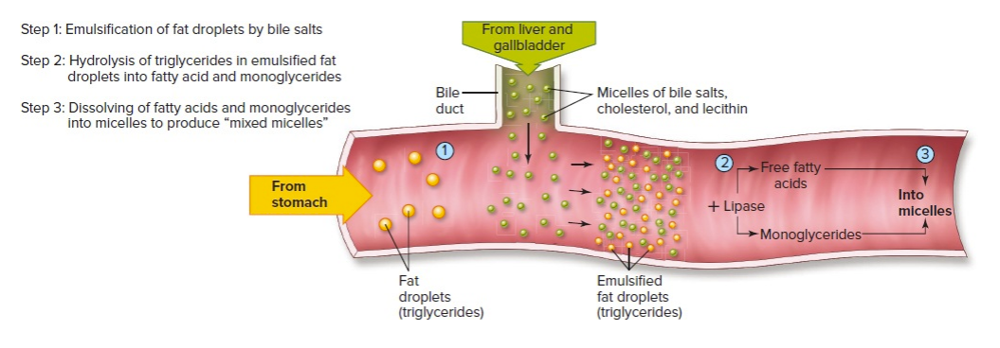 Step 1: Emulsification of fat droplets by bile salts
Step 2: Hydrolysis of triglycerides in emulsified fat
droplets into fatty acid and monoglycerides
Step 3: Dissolving of fatty acids and monoglycerides
into micelles to produce “mixed micelles”
From liver and
gallbladder
Bile
duct
Micelles of bile salts,
cholesterol, and lecithin
1
2
3
From
stomach
Free fatty
acids
+ Lipase
Monoglycerides
Into
micelles
Fat
droplets
(triglycerides)
Emulsified
fat droplets
(triglycerides)